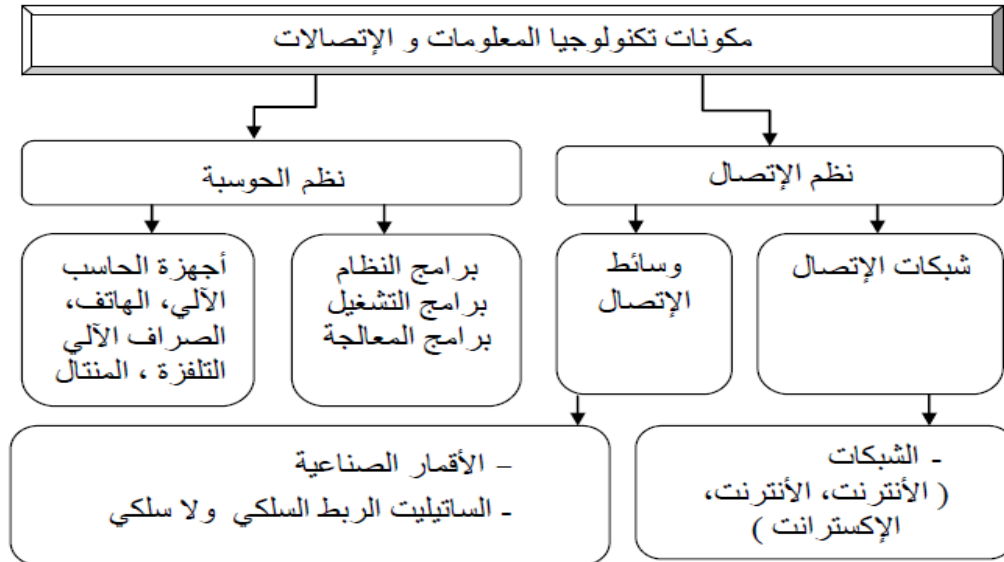 مكونات تكنولوجيا المعلومات و الإتصالات
نظم الإتصال
نظم الحوسبة
شبكات الإتصال
وسائط
الإتصال
برامج النظام
برامج التشغيل
برامج المعالجة
أجهزة الحاسب
الآلي، الهاتف،
الصراف الآلي
التلفزة ، المنتال
- الشبكات
( الأنترنت، الأنترنت،
الإكسترانت )
– الأقمار الصناعية
- الساتيليت الربط السلكي ولا سلكي